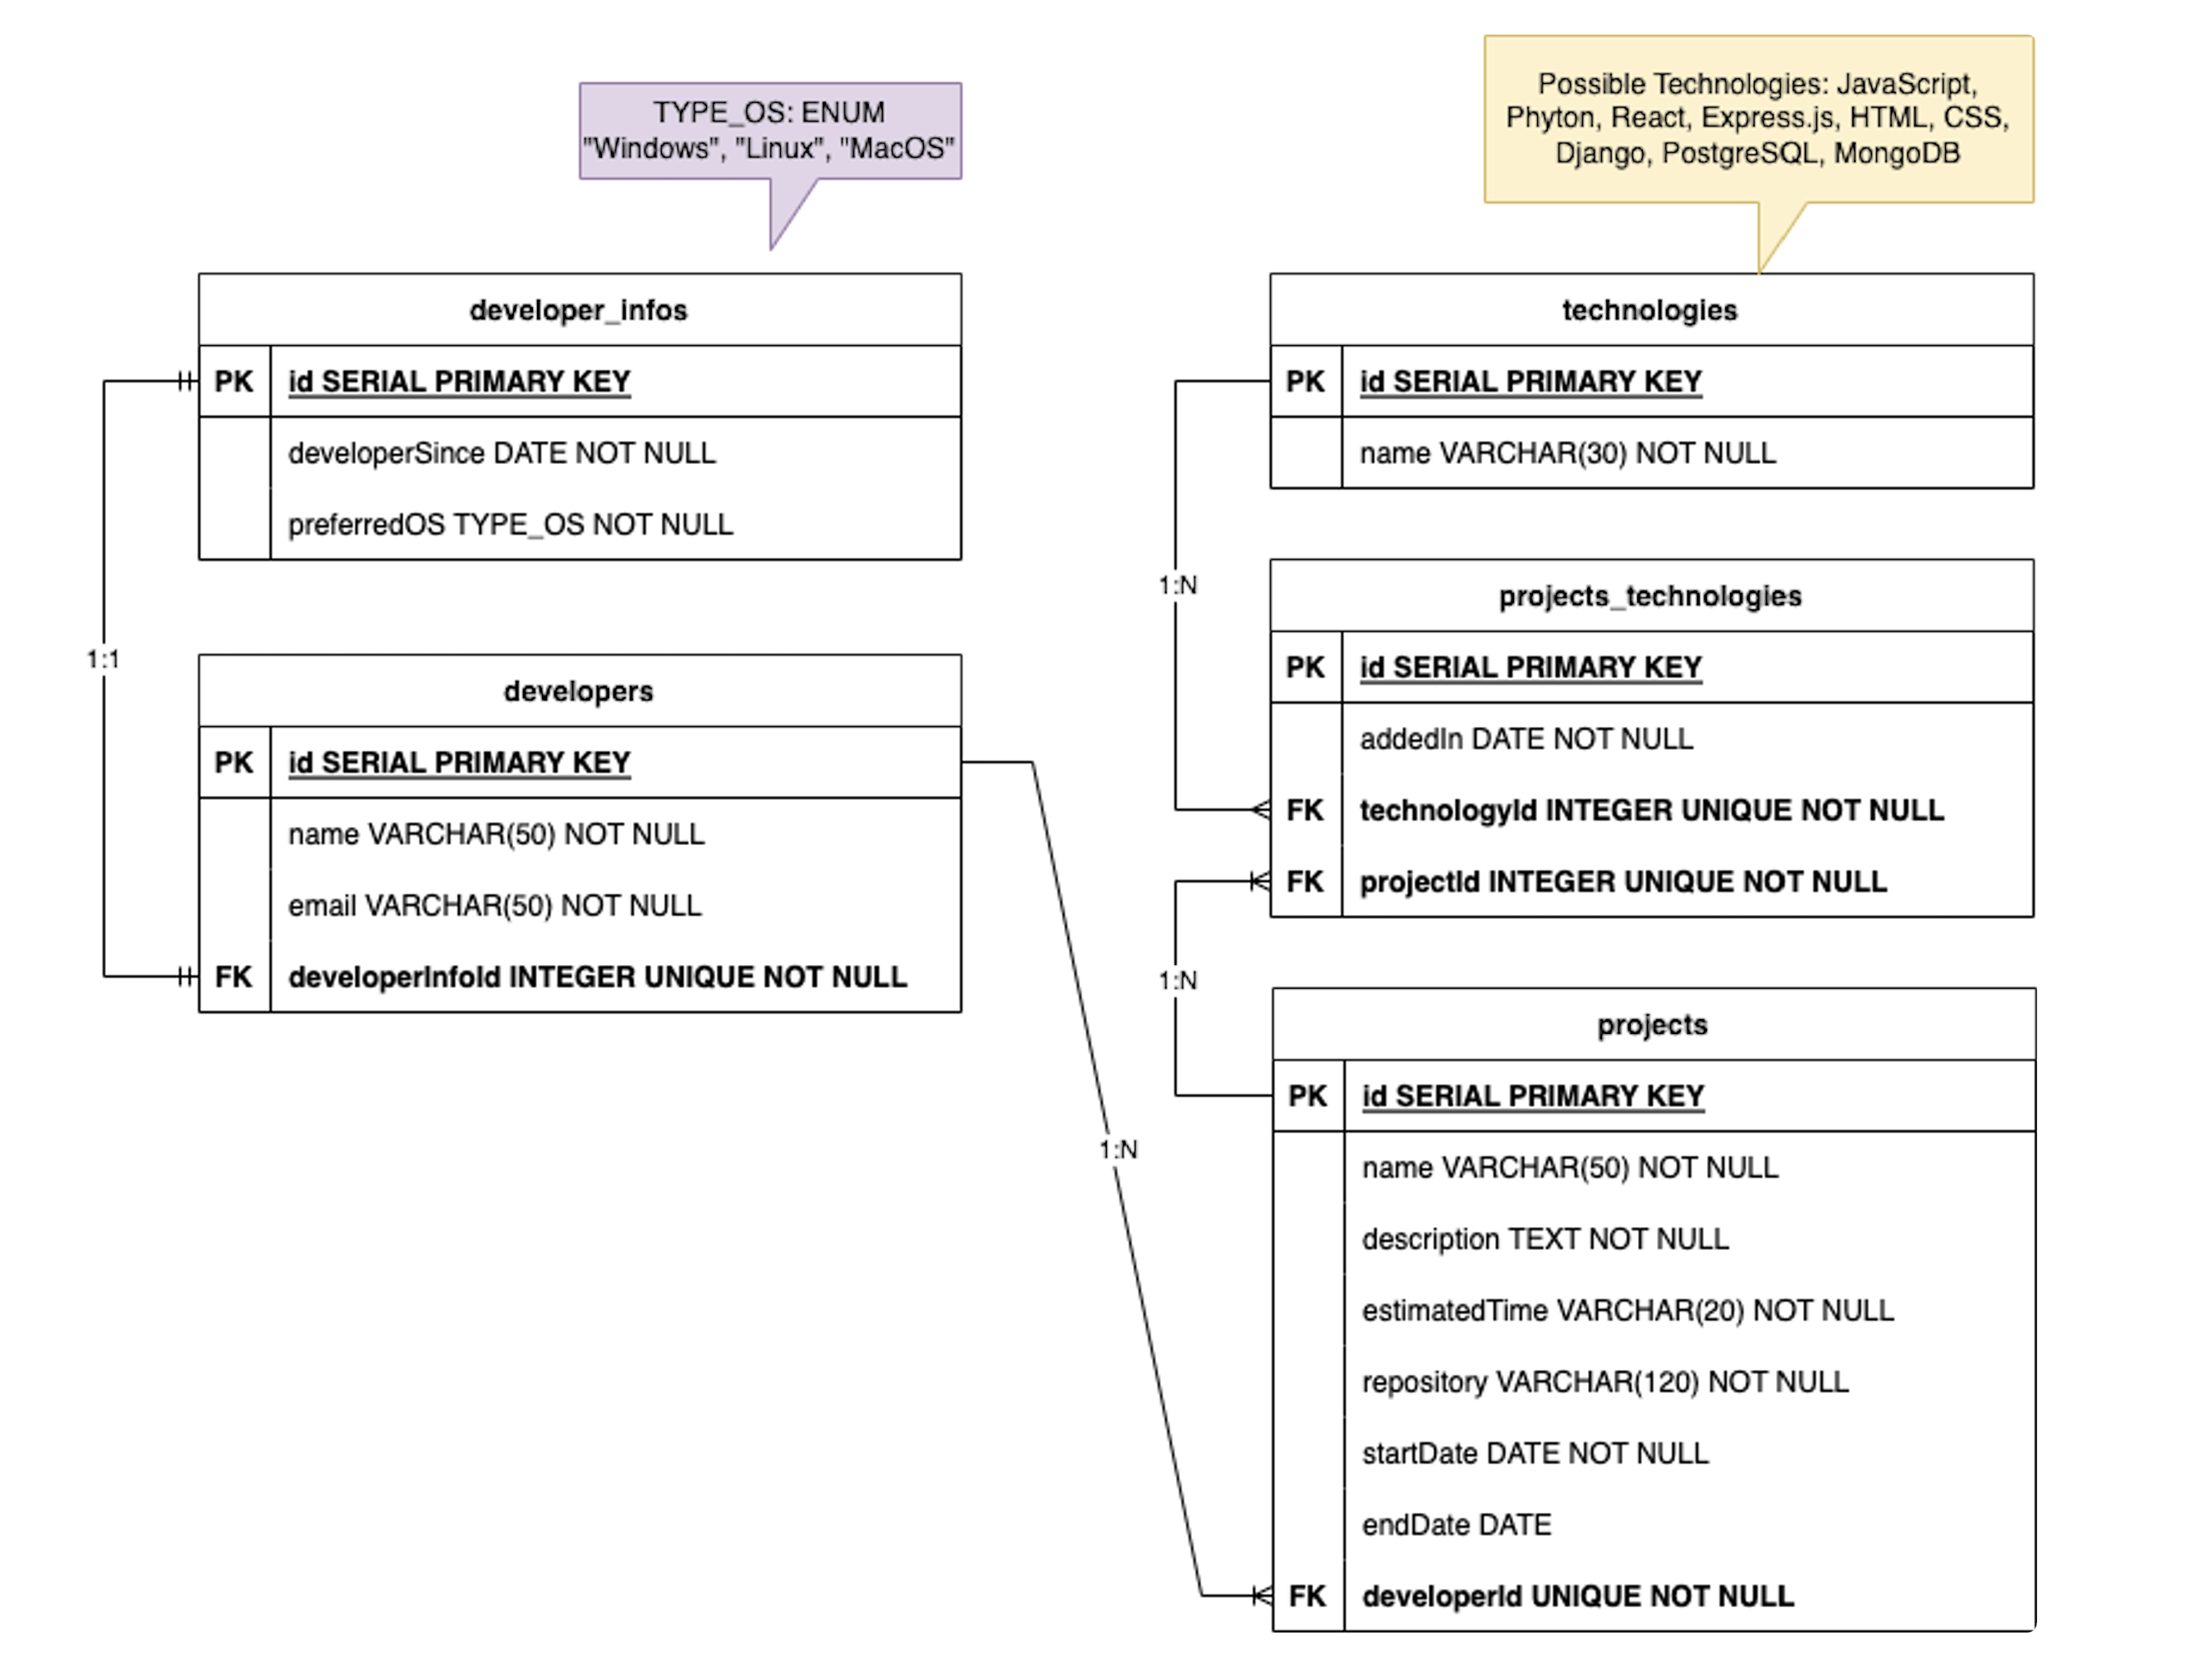 TYPE_OS: ENUM
"Windows", "Linux", "MacOS"
Possible Technologies: JavaScript,
Phyton, React, Express.js, HTML, CSS,
Django, PostgreSQL, MongoDB
developer_infos
PK id SERIAL PRIMARY KEY
developerSince DATE NOT NULL
preferredOS TYPE_OS NOT NULL
1:1
developers
PK id SERIAL PRIMARY KEY
name VARCHAR(50) NOT NULL
email VARCHAR(50) NOT NULL
FK developerInfoId INTEGER UNIQUE NOT NULL
technologies
PK id SERIAL PRIMARY KEY
name VARCHAR(30) NOT NULL
1:N
projects_technologies
PK id SERIAL PRIMARY KEY
addedIn DATE NOT NULL
FK technologyId INTEGER UNIQUE NOT NULL
FK projectId INTEGER UNIQUE NOT NULL
1:N
projects
PK id SERIAL PRIMARY KEY
1:N
name VARCHAR(50) NOT NULL
description TEXT NOT NULL
estimatedTime VARCHAR(20) NOT NULL
repository VARCHAR(120) NOT NULL
startDate DATE NOT NULL
endDate DATE
FK developerId UNIQUE NOT NULL